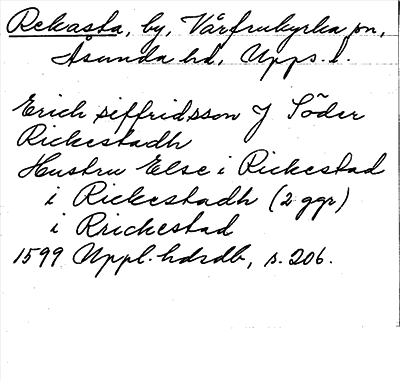 Rekasta, by, Vårfrukyrka sn,
Åsunda hd, Upps. l.
Erich siffridsson J Söder
Rickestadh
Hustru Else i Rickestad
i Rickestadh (2 ggr)
i Rrickestad
1599 Uppl. hdrdb, s. 206.